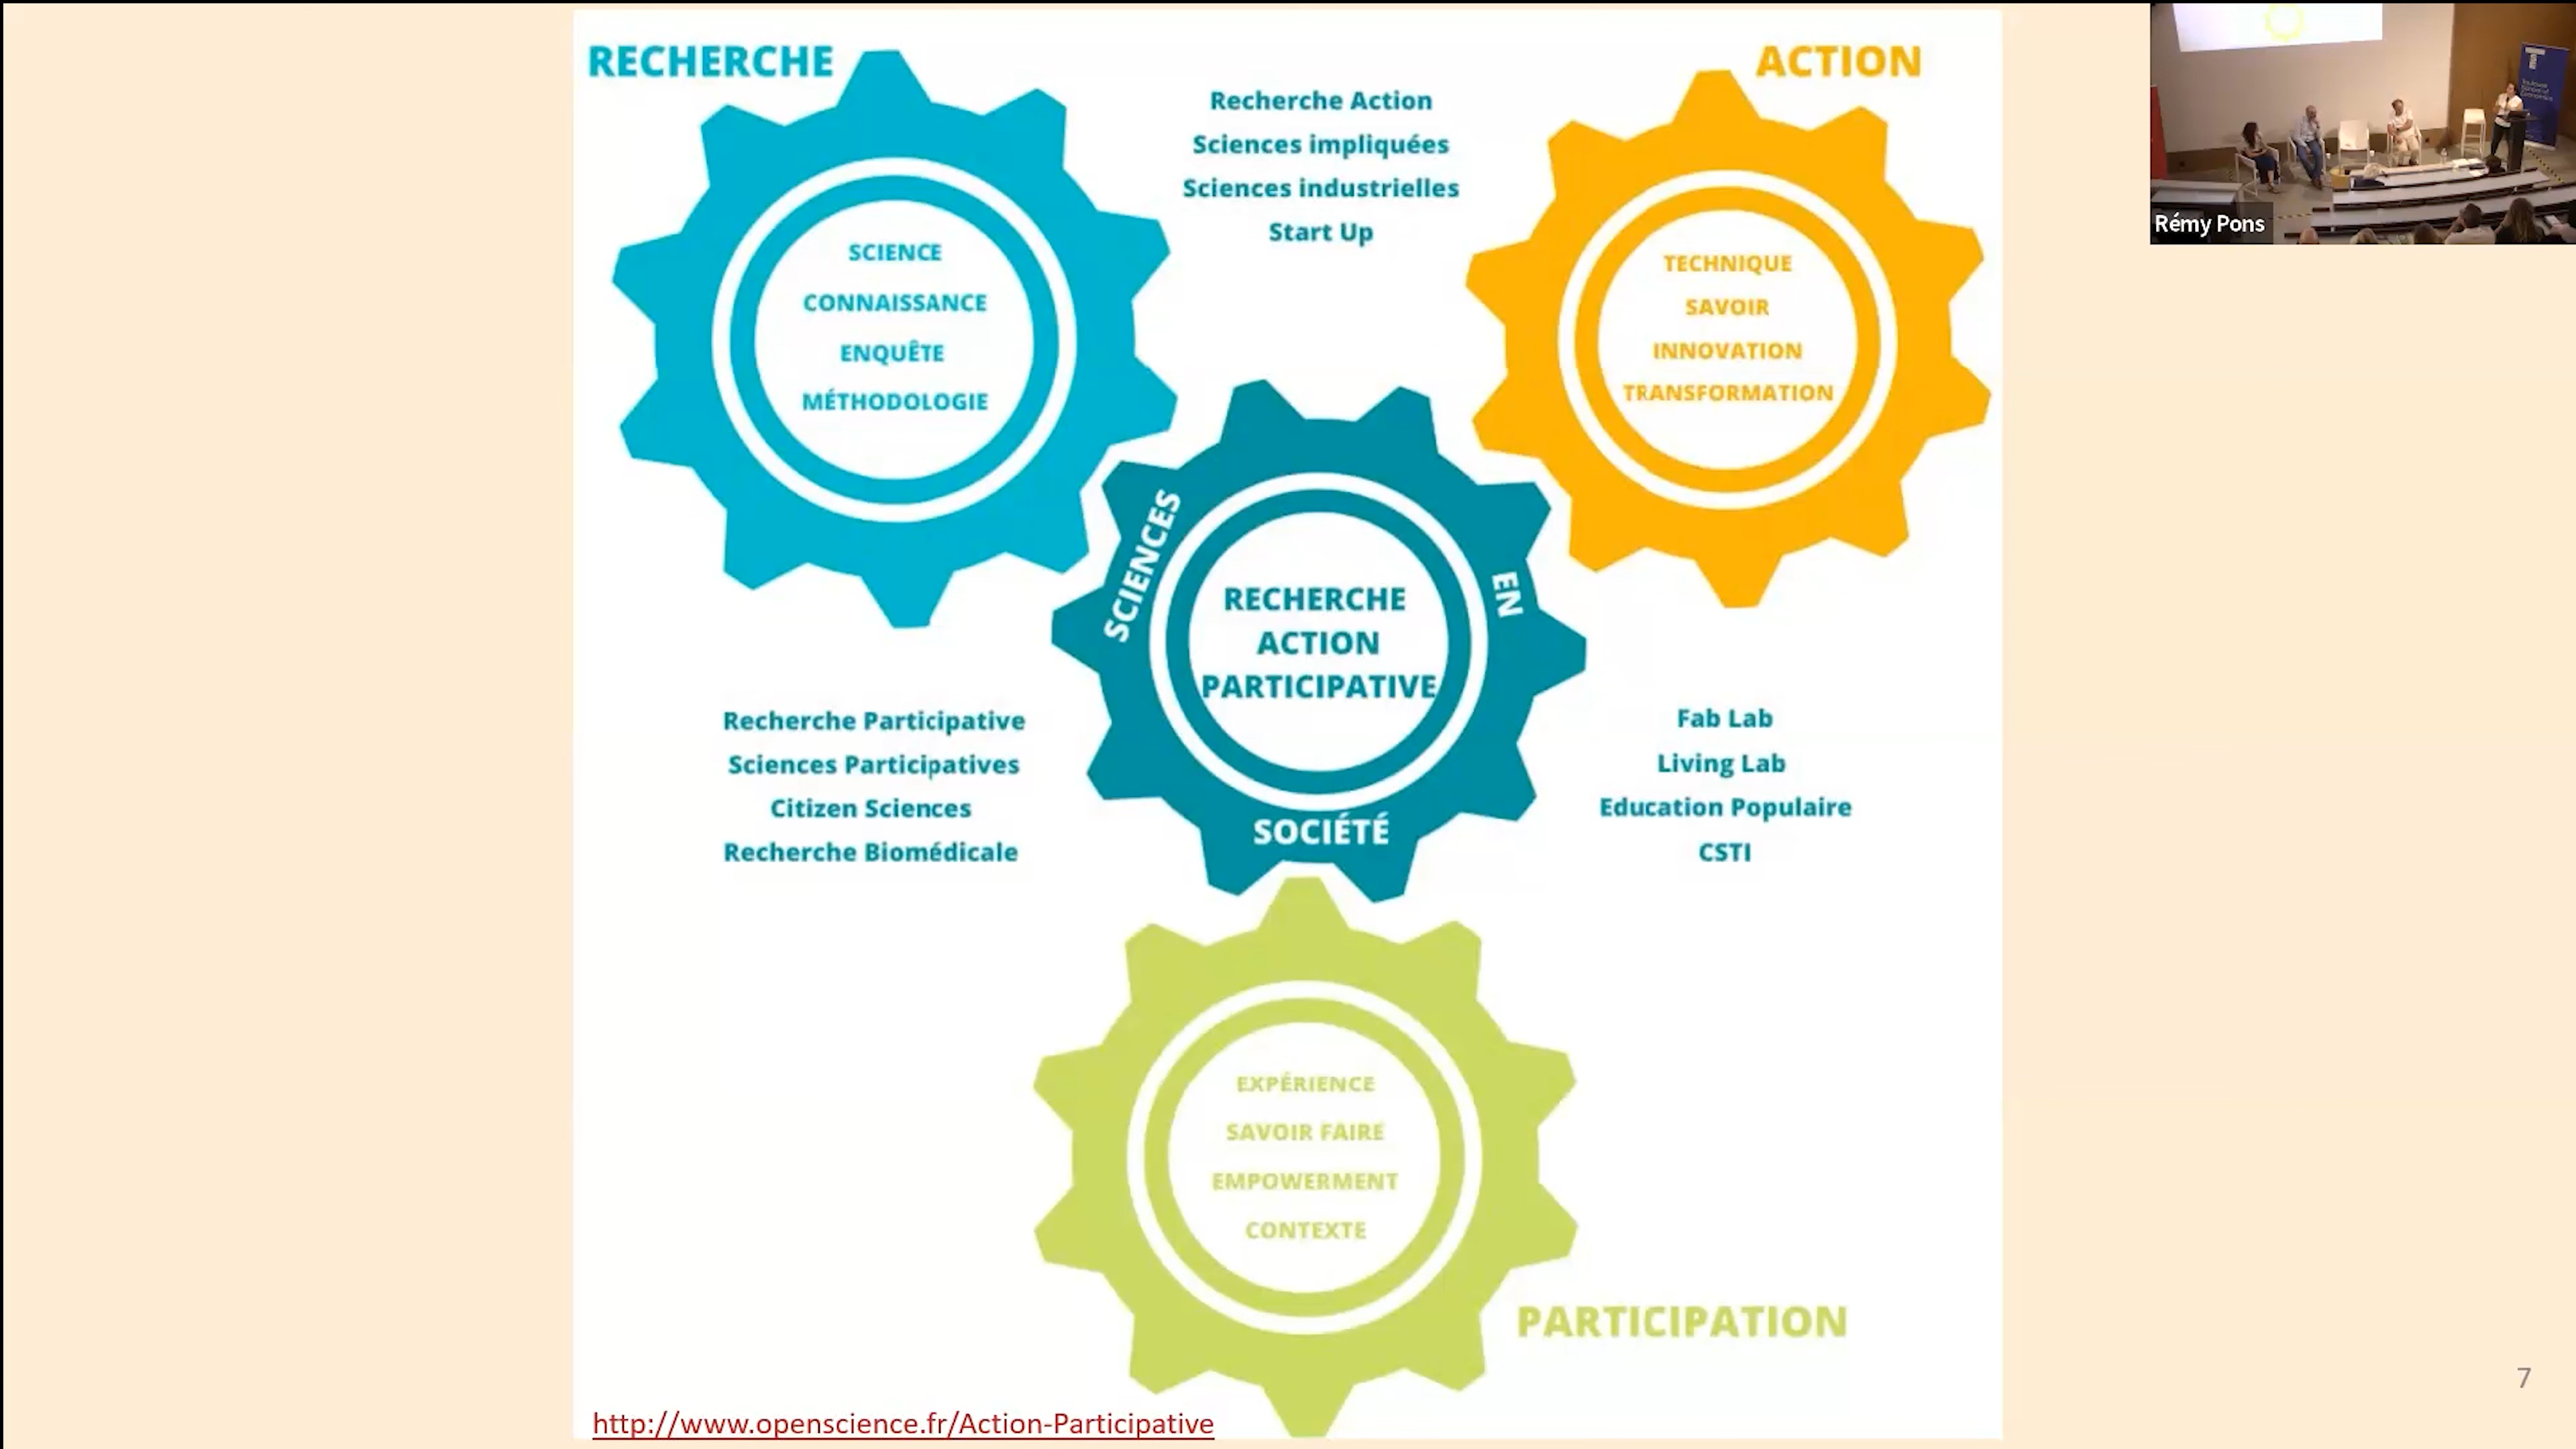 RECHERCHE
ACTION
Recherche Action
Sciences impliquées
Sciences industrielles
Start Up
SCIENCE
CONNAISSANCE
ENQUÊTE
MÉTHODOLOGIE
TECHNIQUE
SAVOIR
INNOVATION
TRANSFORMATION
SCIENCES
EN
SOCIÉTÉ
RECHERCHE
ACTION
PARTICIPATIVE
Recherche Participative
Sciences Participatives
Citizen Sciences
Recherche Biomédicale
Fab Lab
Living Lab
Education Populaire
CSTI
EXPÉRIENCE
SAVOIR FAIRE
EMPOWERMENT
CONTEXTE
PARTICIPATION
http://www.openscience.fr/Action-Participative
7
Rémy Pons